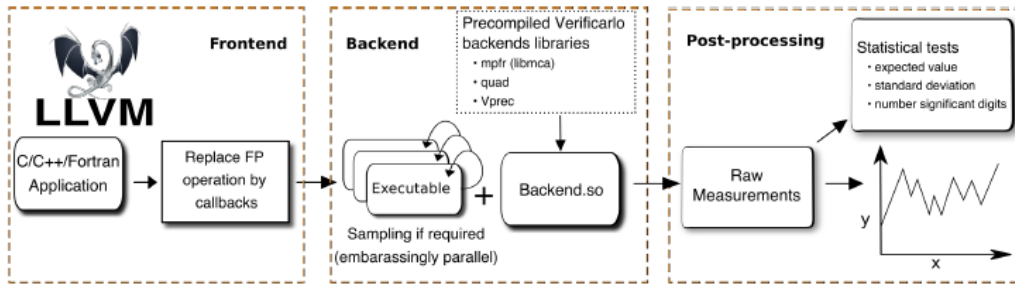 Frontend
LLVM
C/C++/Fortran
Application
Replace FP
operation by
callbacks
Backend
Precompiled Verificarlo
backends libraries
• mpfr (libmca)
• quad
• Vprec
Executable
+
Backend.so
Sampling if required
(embarassingly parallel)
Post-processing
Raw
Measurements
Statistical tests
• expected value
• standard deviation
• number significant digits
y
x